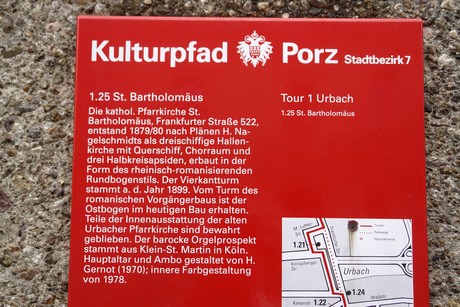 Kulturpfad Porz Stadtbezirk 7
1.25 St. Bartholomäus
Die kathol. Pfarrkirche St.
Bartholomäus, Frankfurter Straße 522,
entstand 1879/80 nach Plänen H. Na-
gelschmidts als dreischiffige Hallen-
kirche mit Querschiff, Chorraum und
drei Halbkreisapsiden, erbaut in der
Form des rheinisch-romanisierenden
Rundbogenstils. Der Vierkantturm
stammt a. d. Jahr 1899. Vom Turm des
romanischen Vorgängerbaus ist der
Ostbogen im heutigen Bau erhalten.
Teile der Innenausstattung der alten
Urbacher Pfarrkirche sind bewahrt
geblieben. Der barocke Orgelprospekt
stammt aus Klein-St. Martin in Köln.
Hauptaltar und Ambo gestaltet von H.
Gernot (1970); innere Farbgestaltung
von 1978.
Tour 1 Urbach
1.25 St. Bartholomäus
1.21
Königsberger
Str.
Urbach
1.24
Waldstr.
Kaiserstr.
1.22